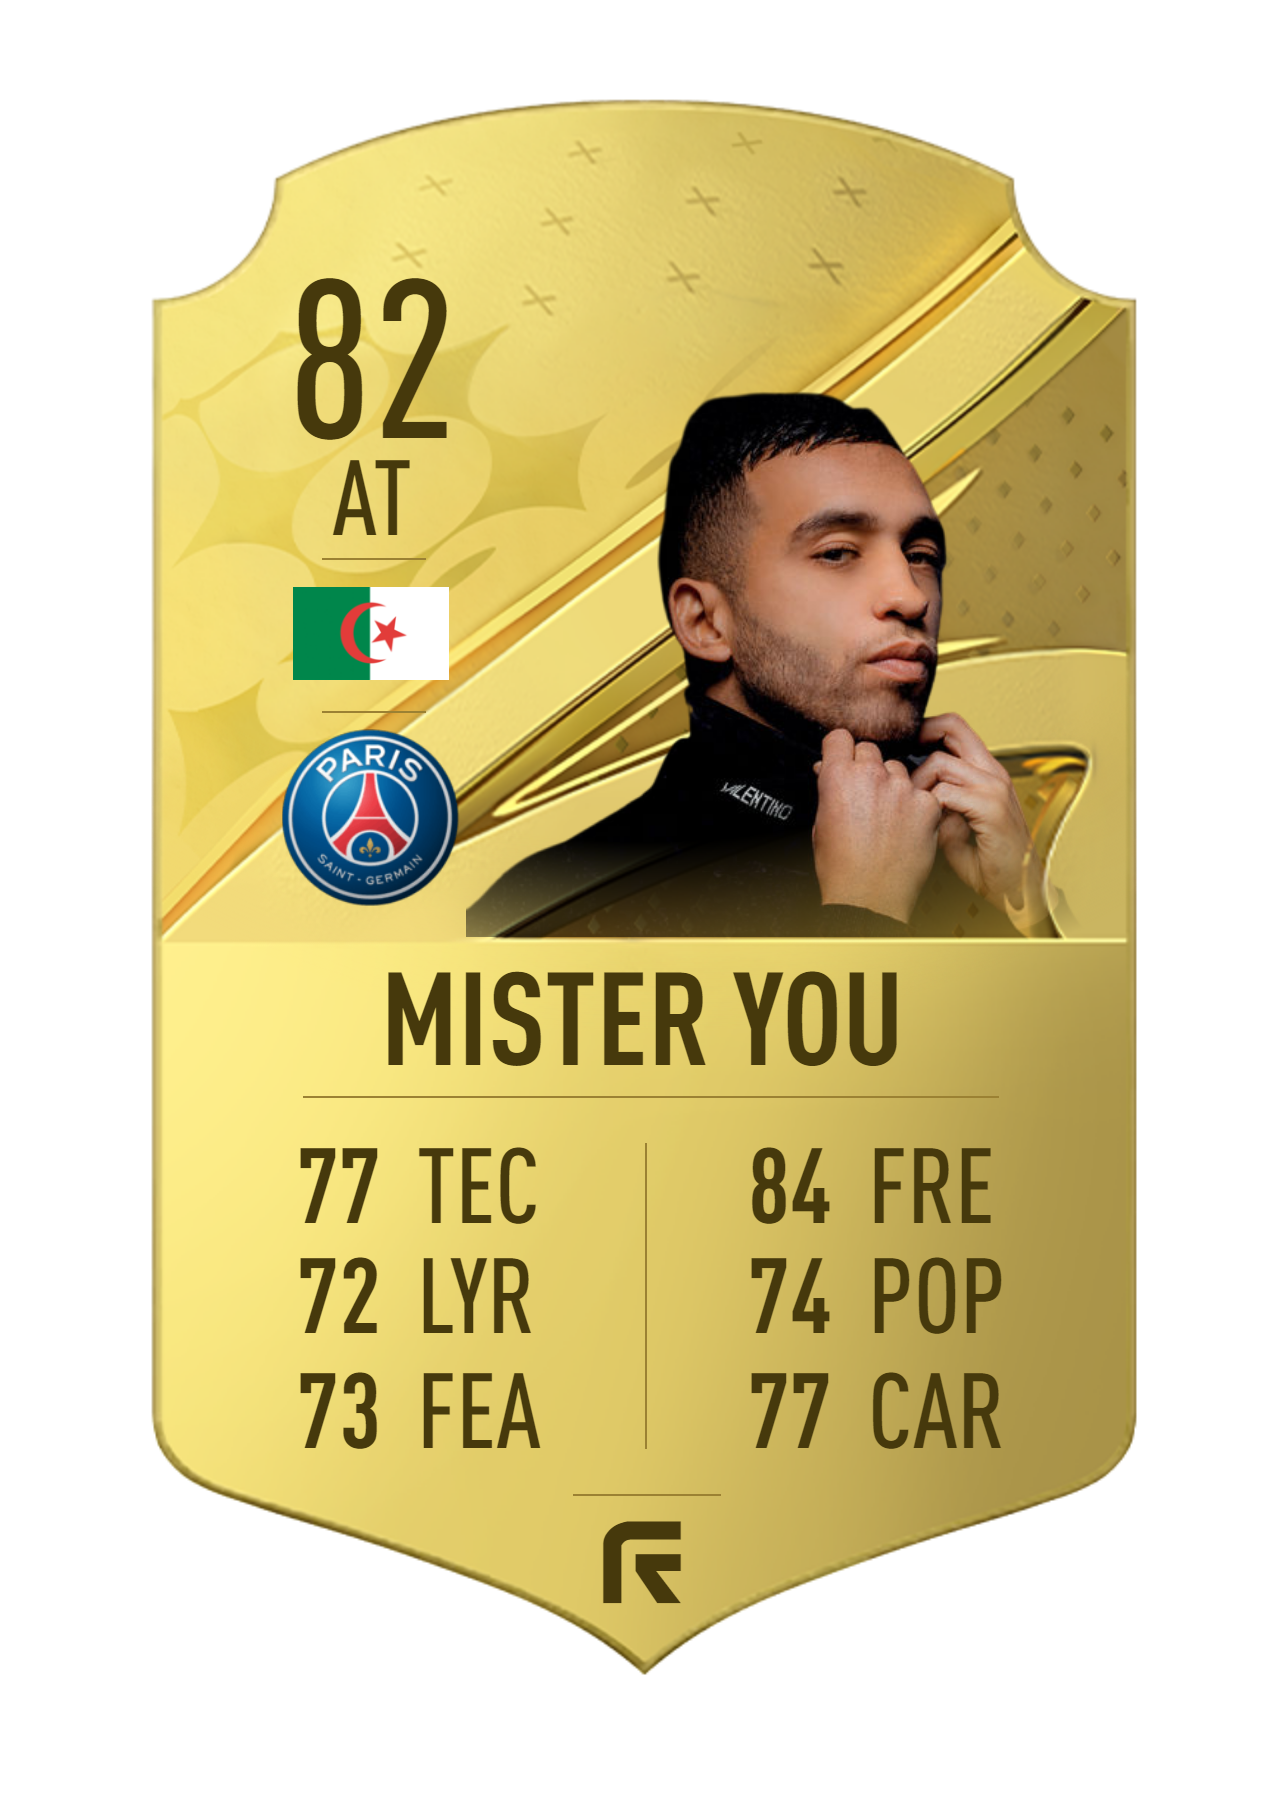 82
AT
PARIS
SAINT - GERMAIN
VALENTINO
MISTER YOU
77 TEC
72 LYR
73 FEA
84 FRE
74 POP
77 CAR